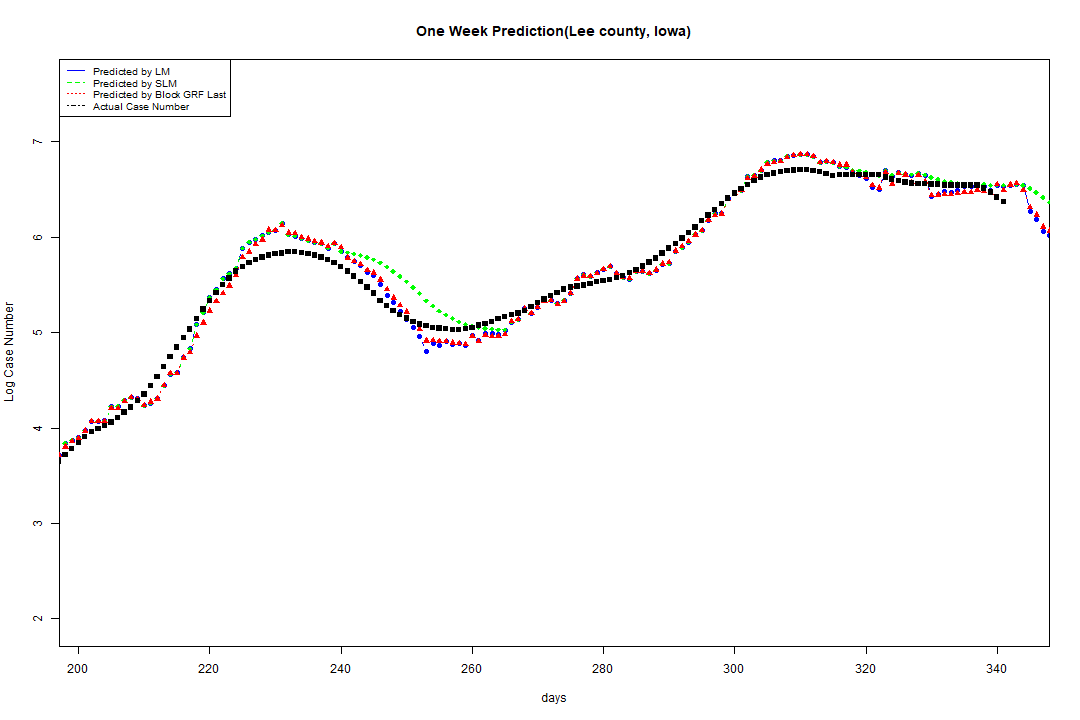 One Week Prediction(Lee county, Iowa)
Predicted by LM
Predicted by SLM
Predicted by Block GRF Last
Actual Case Number
7
6
5
4
3
2
Log Case Number
200 220 240 260 280 300 320 340
days